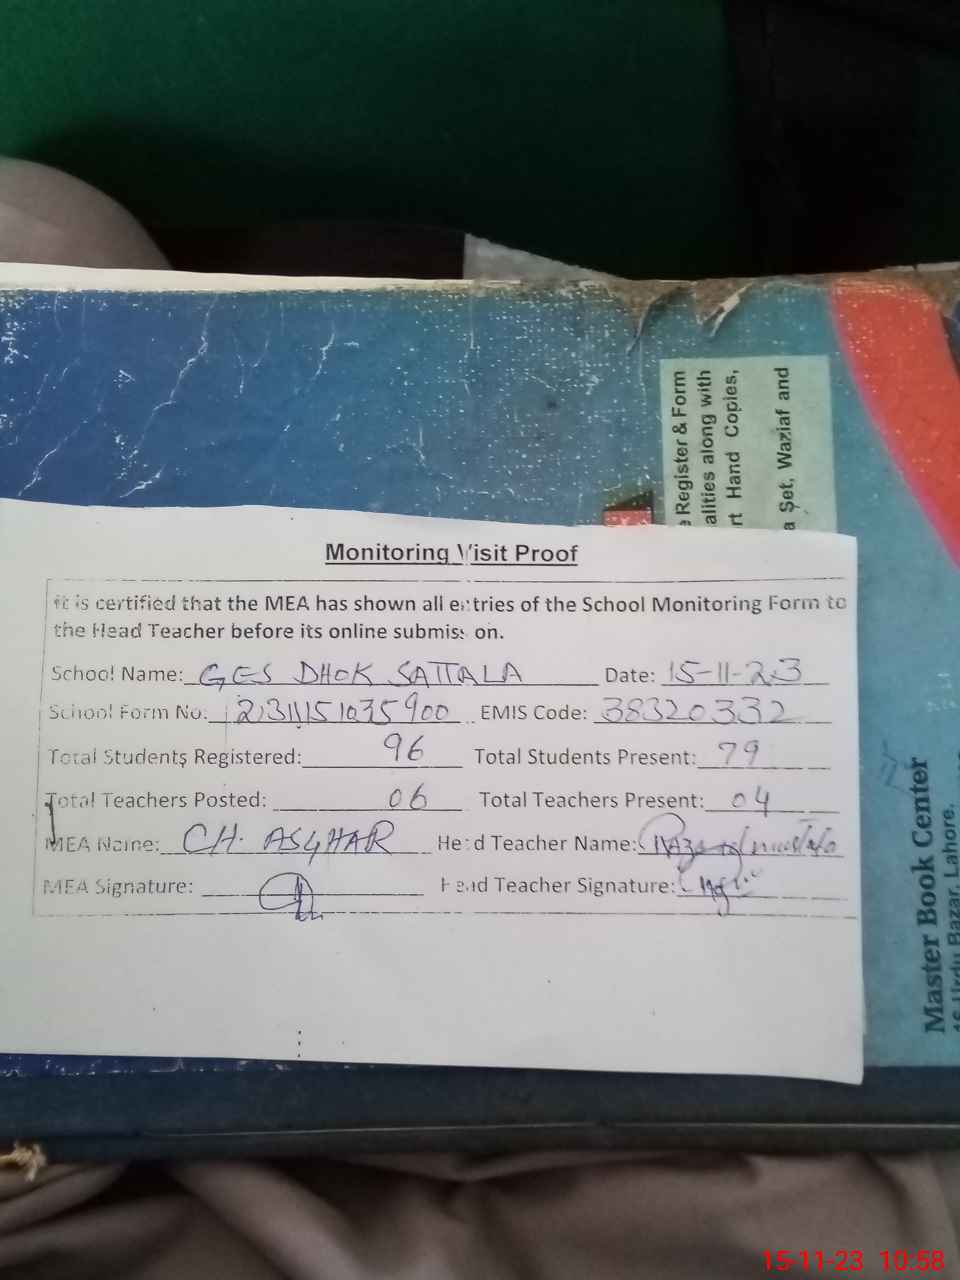 Monitoring Visit Proof
It is certified that the MEA has shown all entries of the School Monitoring Form to
the Head Teacher before its online submission.
School Name: GES DHOK SATTALA Date: 15-11-23
School Form No: 2311151035900 EMIS Code: 38320332
Total Students Registered: 96 Total Students Present: 79
Total Teachers Posted: 06 Total Teachers Present: 04
MEA Name: CH. ASGHAR Head Teacher Name:
MEA Signature: Head Teacher Signature:
Register & Form
alities along with
rt Hand Copies,
a Set, Waziaf and
Master Book Center
16-Urdu Bazar, Lahore.
15-11-23 10:58